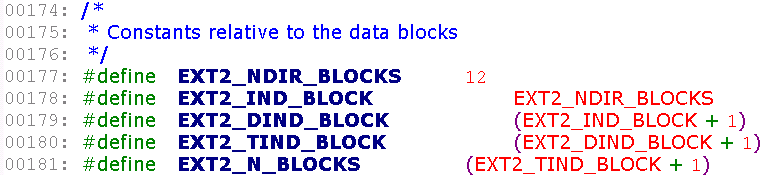 00174: /*
00175:  * Constants relative to the data blocks
00176:  */
00177: #define  EXT2_NDIR_BLOCKS        12
00178: #define  EXT2_IND_BLOCK            EXT2_NDIR_BLOCKS
00179: #define  EXT2_DIND_BLOCK            (EXT2_IND_BLOCK + 1)
00180: #define  EXT2_TIND_BLOCK            (EXT2_DIND_BLOCK + 1)
00181: #define  EXT2_N_BLOCKS            (EXT2_TIND_BLOCK + 1)